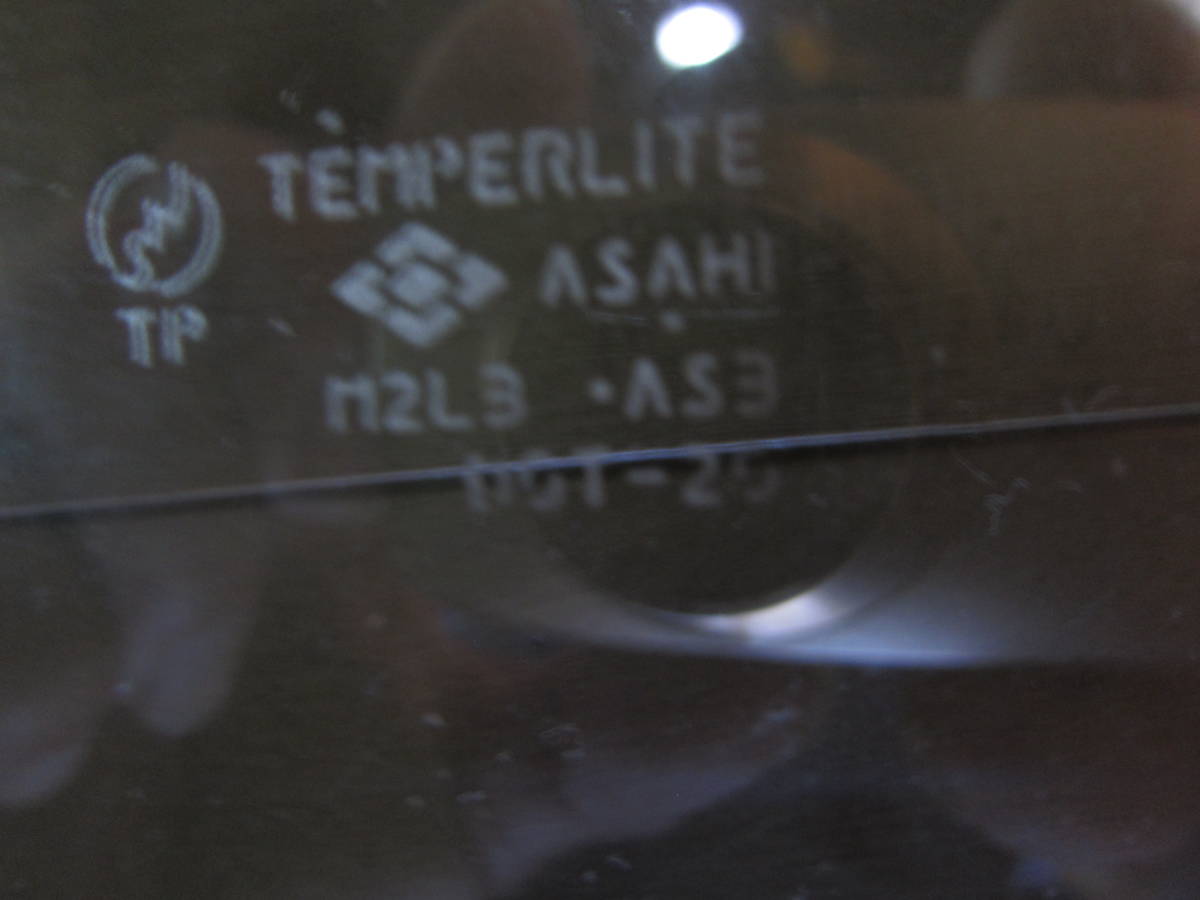 TEMPERLITE
TP
ASAHI
M2L3 ·AS3